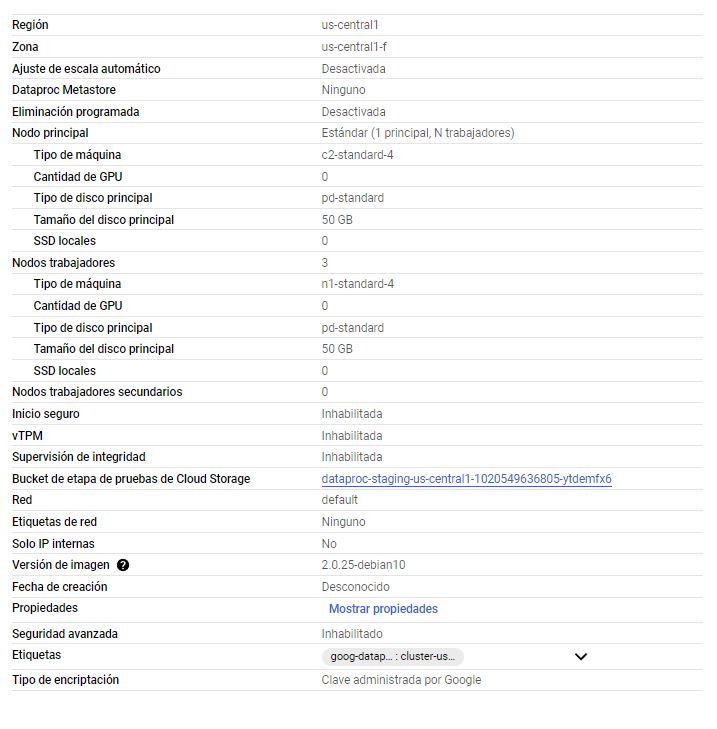 Región us-central1
Zona us-central1-f
Ajuste de escala automático Desactivada
Dataproc Metastore Ninguno
Eliminación programada Desactivada
Nodo principal Estándar (1 principal, N trabajadores)
Tipo de máquina c2-standard-4
Cantidad de GPU 0
Tipo de disco principal pd-standard
Tamaño del disco principal 50 GB
SSD locales 0
Nodos trabajadores 3
Tipo de máquina n1-standard-4
Cantidad de GPU 0
Tipo de disco principal pd-standard
Tamaño del disco principal 50 GB
SSD locales 0
Nodos trabajadores secundarios 0
Inicio seguro Inhabilitada
vTPM Inhabilitada
Supervisión de integridad Inhabilitada
Bucket de etapa de pruebas de Cloud Storage dataproc-staging-us-central1-1020549636805-ytdemfx6
Red default
Etiquetas de red Ninguno
Solo IP internas No
Versión de imagen ? 2.0.25-debian10
Fecha de creación Desconocido
Propiedades Mostrar propiedades
Seguridad avanzada Inhabilitado
Etiquetas goog-datap... : cluster-us...
Tipo de encriptación Clave administrada por Google